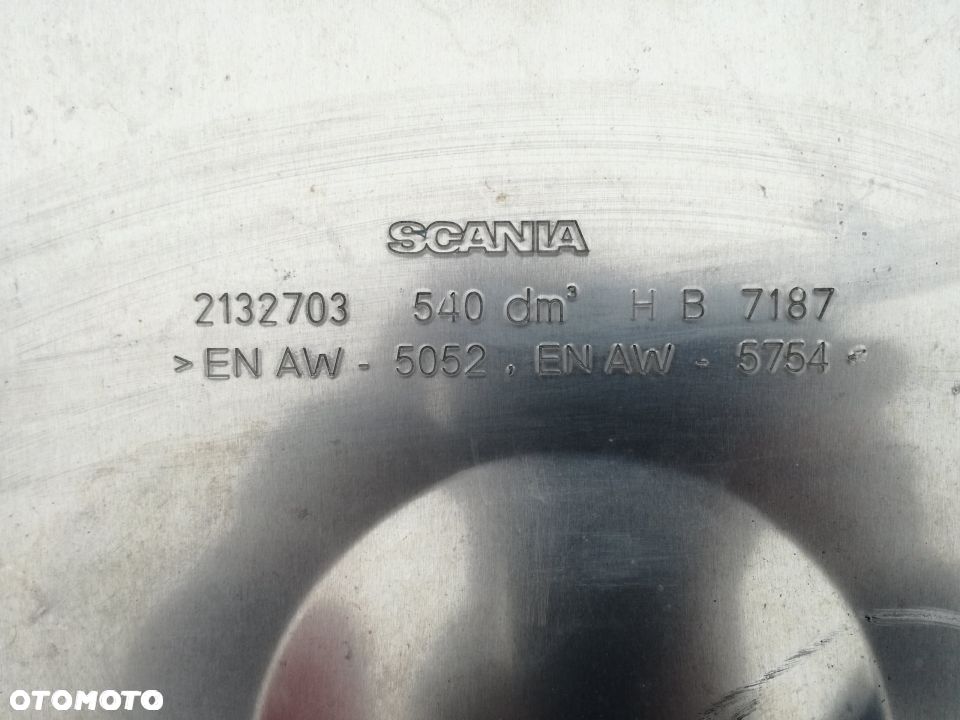 SCANIA
2132703 540 dm³ H B 7187
>EN AW - 5052 , EN AW - 5754<
OTOMOTO